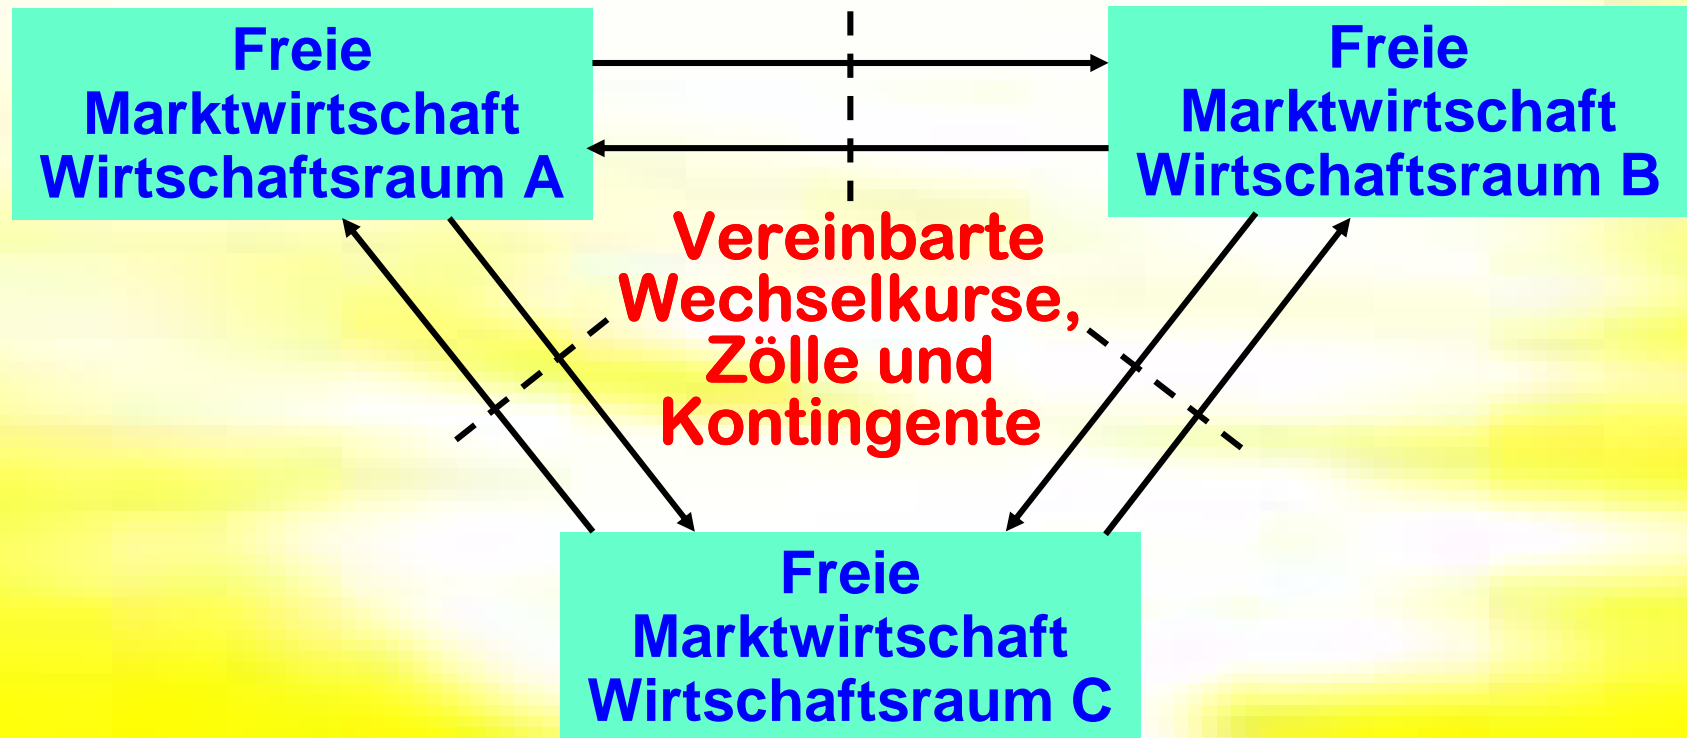 Freie
Marktwirtschaft
Wirtschaftsraum A
Freie
Marktwirtschaft
Wirtschaftsraum B
Vereinbarte
Wechselkurse,
Zölle und
Kontingente
Freie
Marktwirtschaft
Wirtschaftsraum C